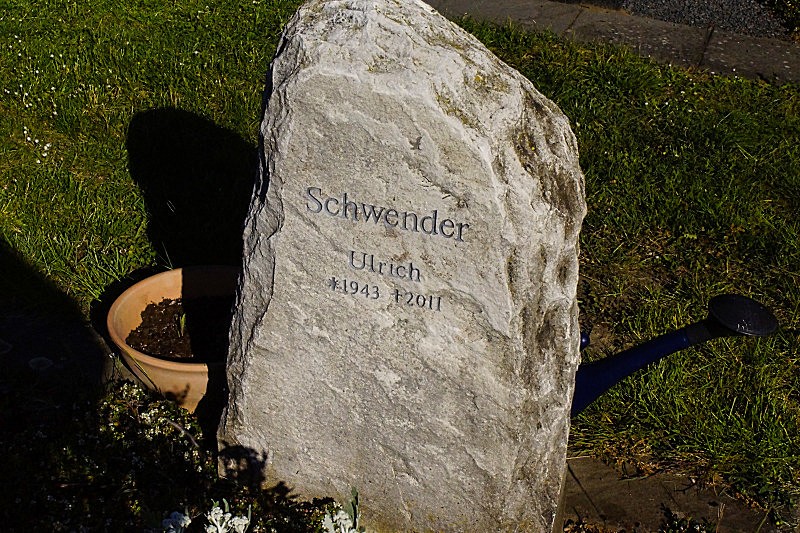 Schwender
Ulrich
*1943 †2011